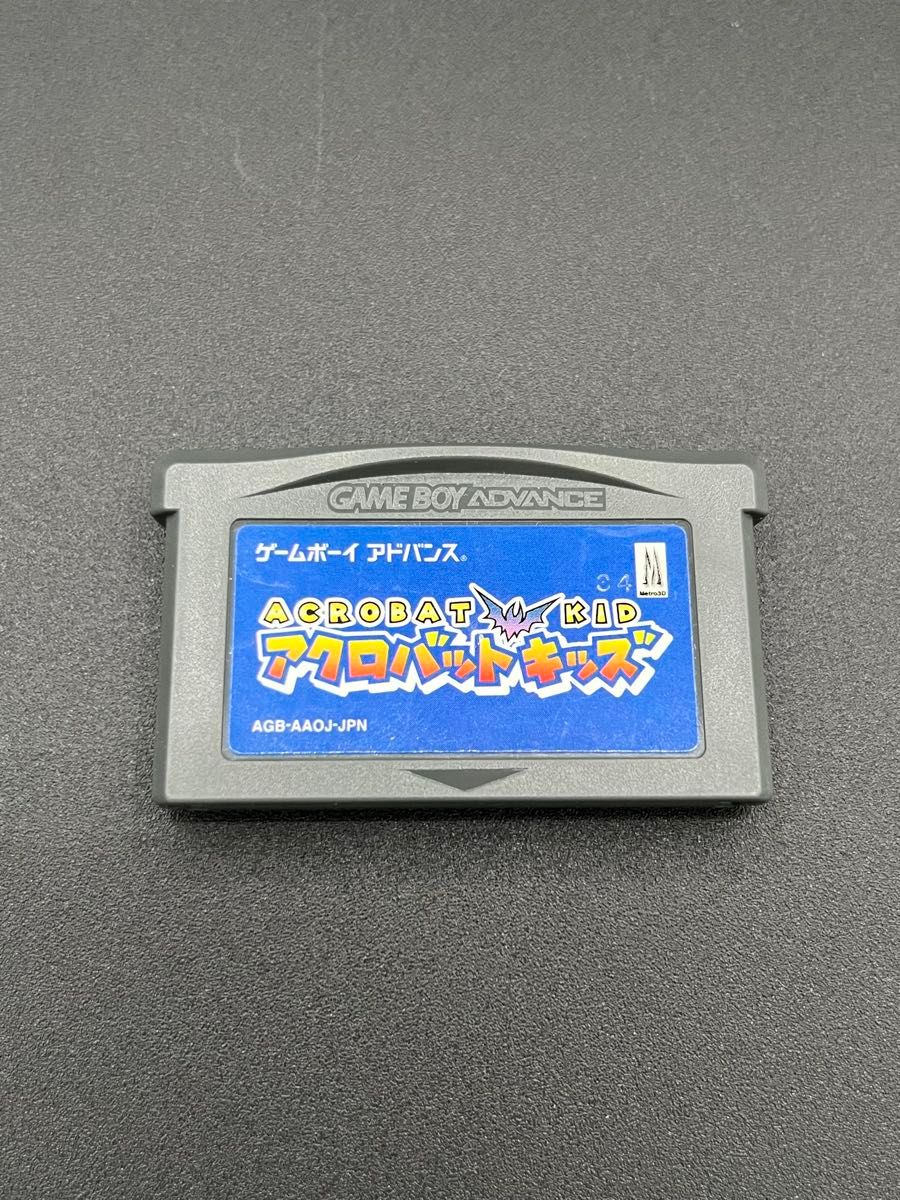 GAME BOY ADVANCE
ゲームボーイ アドバンス®
04
Metro3D
ACROBAT KID
アクロバットキッズ
AGB-AAOJ-JPN